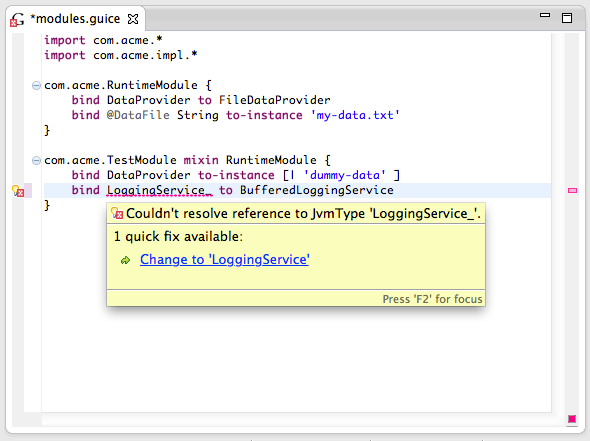 *modules.guice
import com.acme.*
import com.acme.impl.*
com.acme.RuntimeModule {
bind DataProvider to FileDataProvider
bind @DataFile String to-instance 'my-data.txt'
}
com.acme.TestModule mixin RuntimeModule {
bind DataProvider to-instance [| 'dummy-data' ]
bind LoggingService_ to BufferedLoggingService
}
Couldn't resolve reference to JvmType 'LoggingService_'.
1 quick fix available:
Change to 'LoggingService'
Press 'F2' for focus